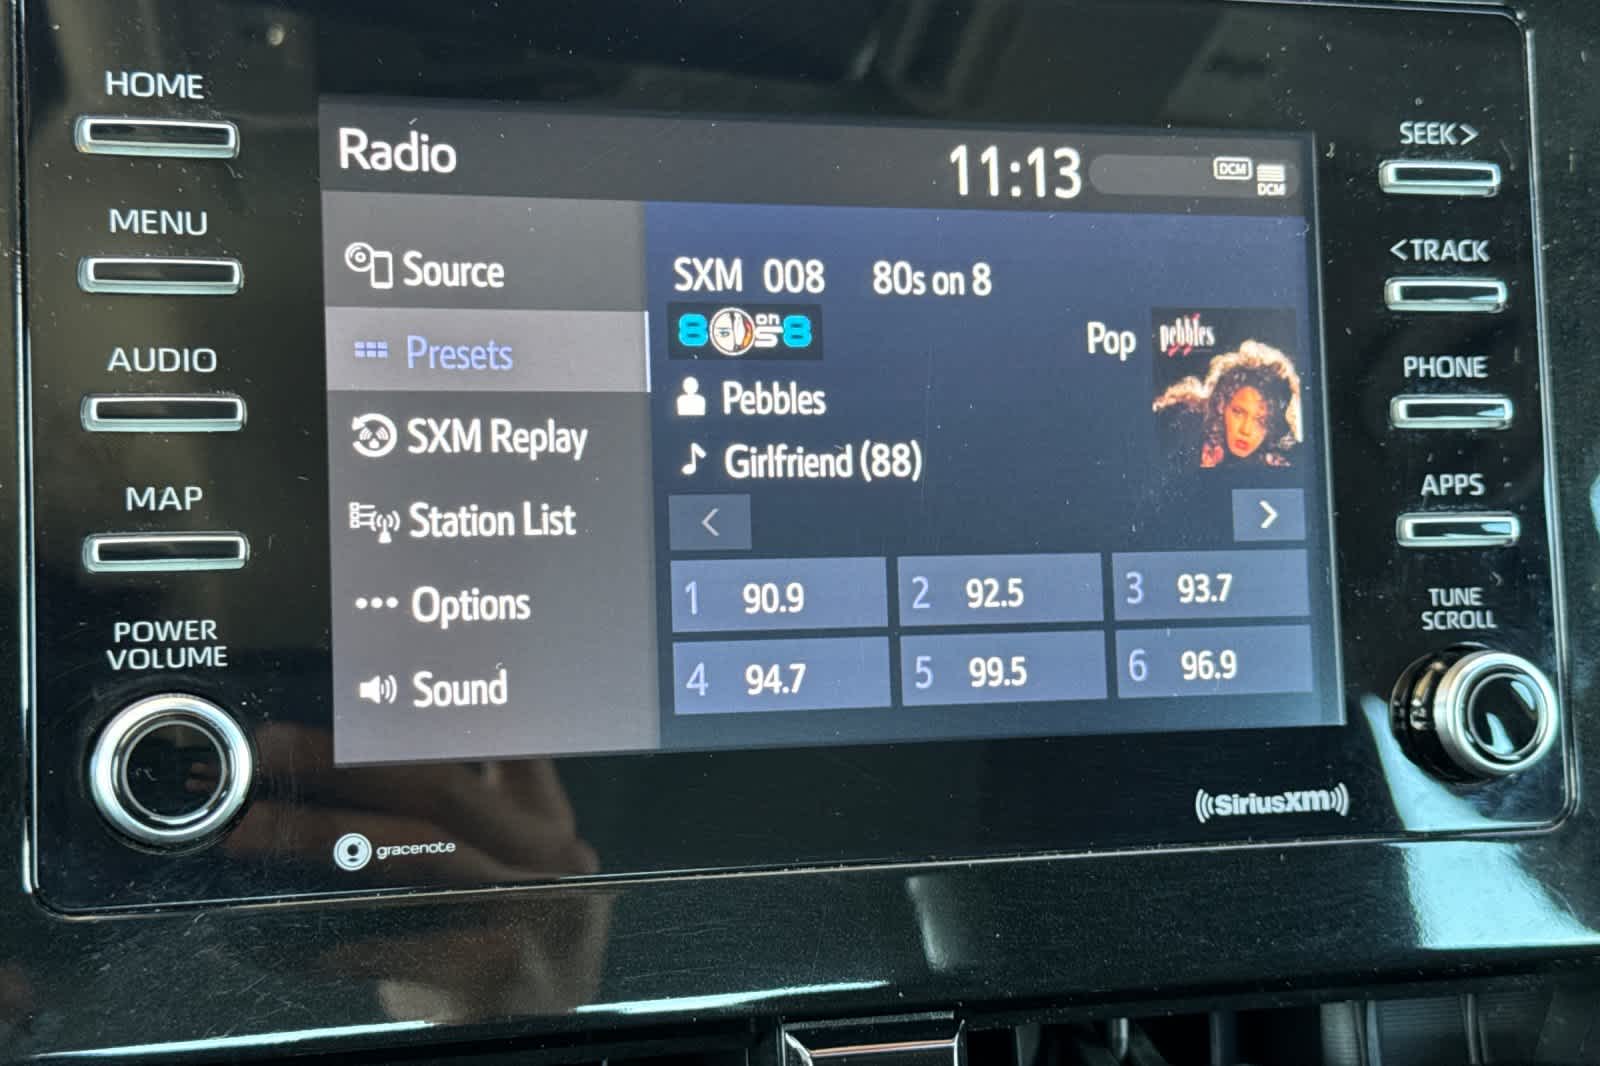 HOME
MENU
AUDIO
MAP
POWER
VOLUME
Radio
11:13
DCM
DCM
Source
Presets
SXM Replay
Station List
Options
Sound
SXM 008 80s on 8
80s on 8
Pop
pebbles
Pebbles
Girlfriend (88)
<
>
1 90.9
2 92.5
3 93.7
4 94.7
5 99.5
6 96.9
gracenote
((SiriusXM))
SEEK>
<TRACK
PHONE
APPS
TUNE
SCROLL